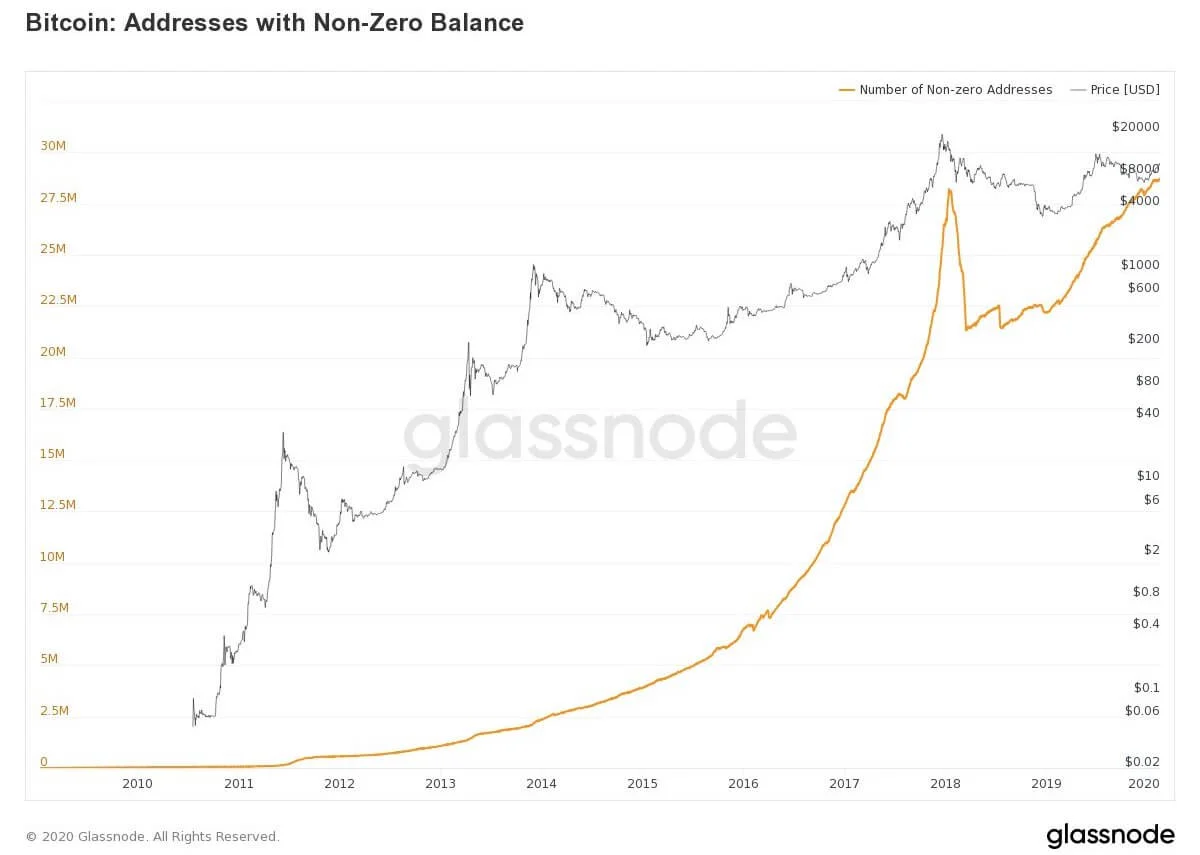 Bitcoin: Addresses with Non-Zero Balance
Number of Non-zero Addresses Price [USD]
30M
27.5M
25M
22.5M
20M
17.5M
15M
12.5M
10M
7.5M
5M
2.5M
0
$20000
$8000
$4000
$1000
$600
$200
$80
$40
$10
$6
$2
$0.8
$0.4
$0.1
$0.06
$0.02
glassnode
2010 2011 2012 2013 2014 2015 2016 2017 2018 2019 2020
© 2020 Glassnode. All Rights Reserved.
glassnode